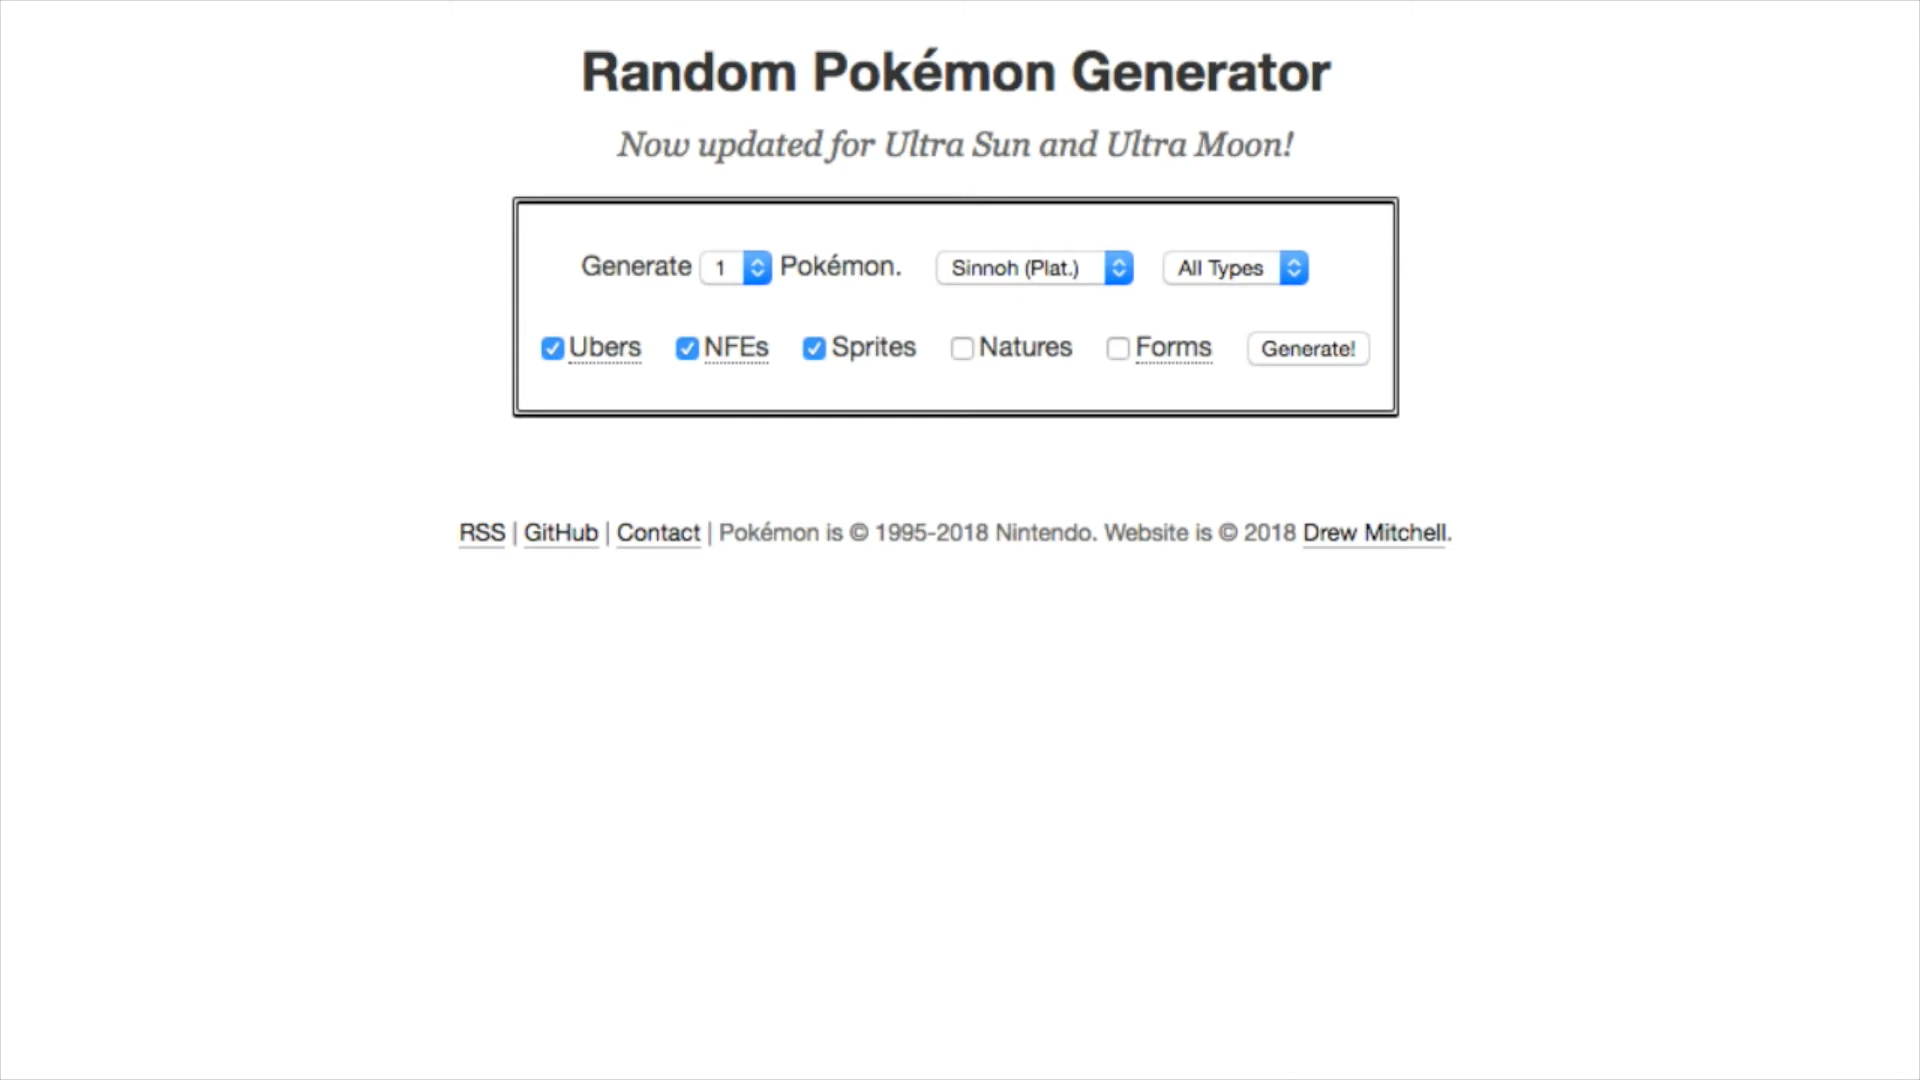 Random Pokémon Generator
Now updated for Ultra Sun and Ultra Moon!
Generate 1 Pokémon. Sinnoh (Plat.) All Types
Ubers NFEs Sprites Natures Forms Generate!
RSS | GitHub | Contact | Pokémon is © 1995-2018 Nintendo. Website is © 2018 Drew Mitchell.